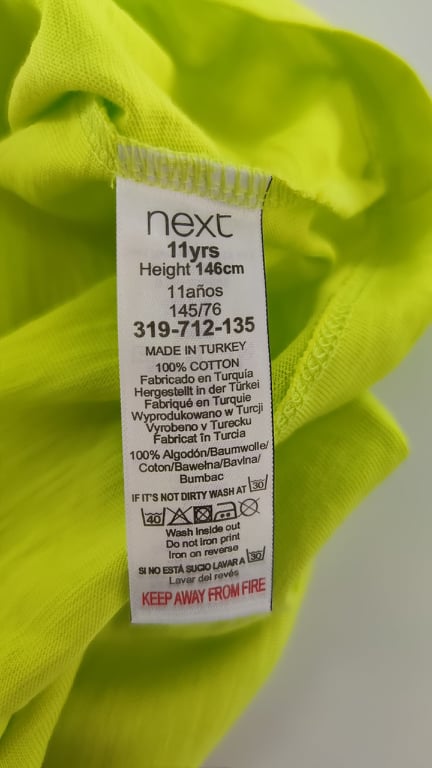 next
11yrs
Height 146cm
11años
145/76
319-712-135
MADE IN TURKEY
100% COTTON
Fabricado en Turquía
Hergestellt in der Türkei
Fabriqué en Turquie
Wyprodukowano w Turcji
Vyrobeno v Turecku
Fabricat în Turcia
100% Algodón/Baumwolle/
Coton/Bawełna/Bavlna/
Bumbac
IF IT'S NOT DIRTY WASH AT 30
40
Wash inside out
Do not iron print
Iron on reverse
SI NO ESTÁ SUCIO LAVAR A 30
Lavar del revés
KEEP AWAY FROM FIRE